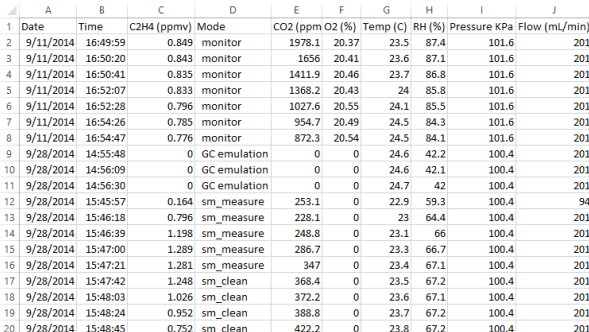 A B C D E F G H I J
1 Date Time C2H4 (ppmv) Mode CO2 (ppm O2 (%) Temp (C) RH (%) Pressure KPa Flow (mL/min)
2 9/11/2014 16:49:59 0.849 monitor 1978.1 20.37 23.5 87.4 101.6 201
3 9/11/2014 16:50:20 0.843 monitor 1656 20.41 23.6 87.1 101.6 201
4 9/11/2014 16:50:41 0.835 monitor 1411.9 20.46 23.7 86.8 101.6 201
5 9/11/2014 16:52:07 0.833 monitor 1368.2 20.43 24 85.8 101.6 201
6 9/11/2014 16:52:28 0.796 monitor 1027.6 20.55 24.1 85.5 101.6 201
7 9/11/2014 16:54:26 0.785 monitor 954.7 20.49 24.5 84.3 101.6 201
8 9/11/2014 16:54:47 0.776 monitor 872.3 20.54 24.5 84.1 101.6 201
9 9/28/2014 14:55:48 0 GC emulation 0 0 24.6 42.2 100.4 201
10 9/28/2014 14:56:09 0 GC emulation 0 0 24.6 42.1 100.4 201
11 9/28/2014 14:56:30 0 GC emulation 0 0 24.7 42 100.4 201
12 9/28/2014 15:45:57 0.164 sm_measure 253.1 0 22.9 59.3 100.4 94
13 9/28/2014 15:46:18 0.796 sm_measure 228.1 0 23 64.4 100.4 201
14 9/28/2014 15:46:39 1.198 sm_measure 248.8 0 23.1 66 100.4 201
15 9/28/2014 15:47:00 1.289 sm_measure 286.7 0 23.3 66.7 100.4 201
16 9/28/2014 15:47:21 1.281 sm_measure 347 0 23.4 67.1 100.4 201
17 9/28/2014 15:47:42 1.248 sm_clean 368.4 0 23.5 67.2 100.4 201
18 9/28/2014 15:48:03 1.026 sm_clean 372.2 0 23.6 67.1 100.4 201
19 9/28/2014 15:48:24 0.952 sm_clean 388.8 0 23.7 67.2 100.4 201
20 9/28/2014 15:48:45 0.752 sm_clean 422.2 0 23.8 67.2 100.4 201